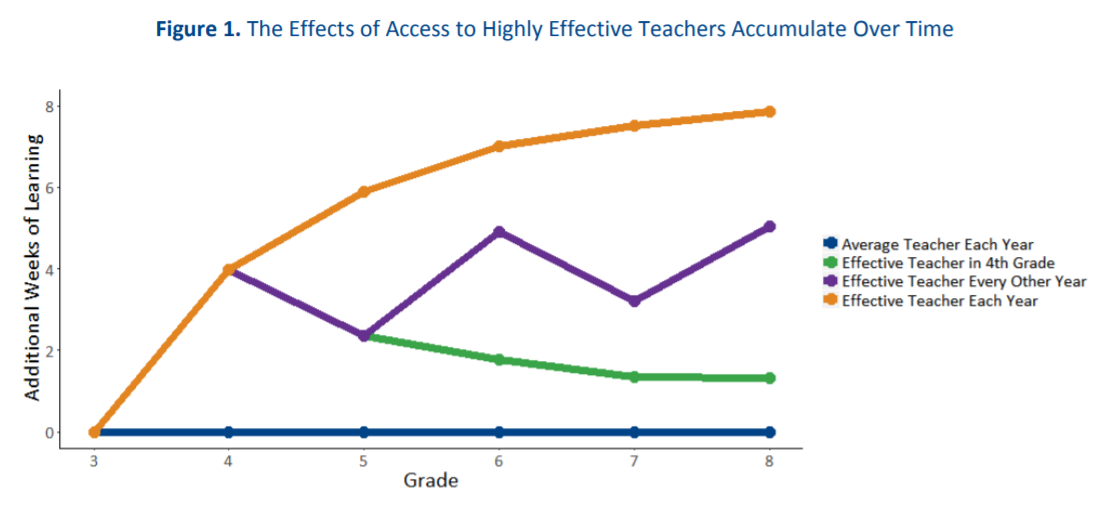 Figure 1. The Effects of Access to Highly Effective Teachers Accumulate Over Time
8
6
4
2
0
Additional Weeks of Learning
3 4 5 6 7 8
Grade
Average Teacher Each Year
Effective Teacher in 4th Grade
Effective Teacher Every Other Year
Effective Teacher Each Year